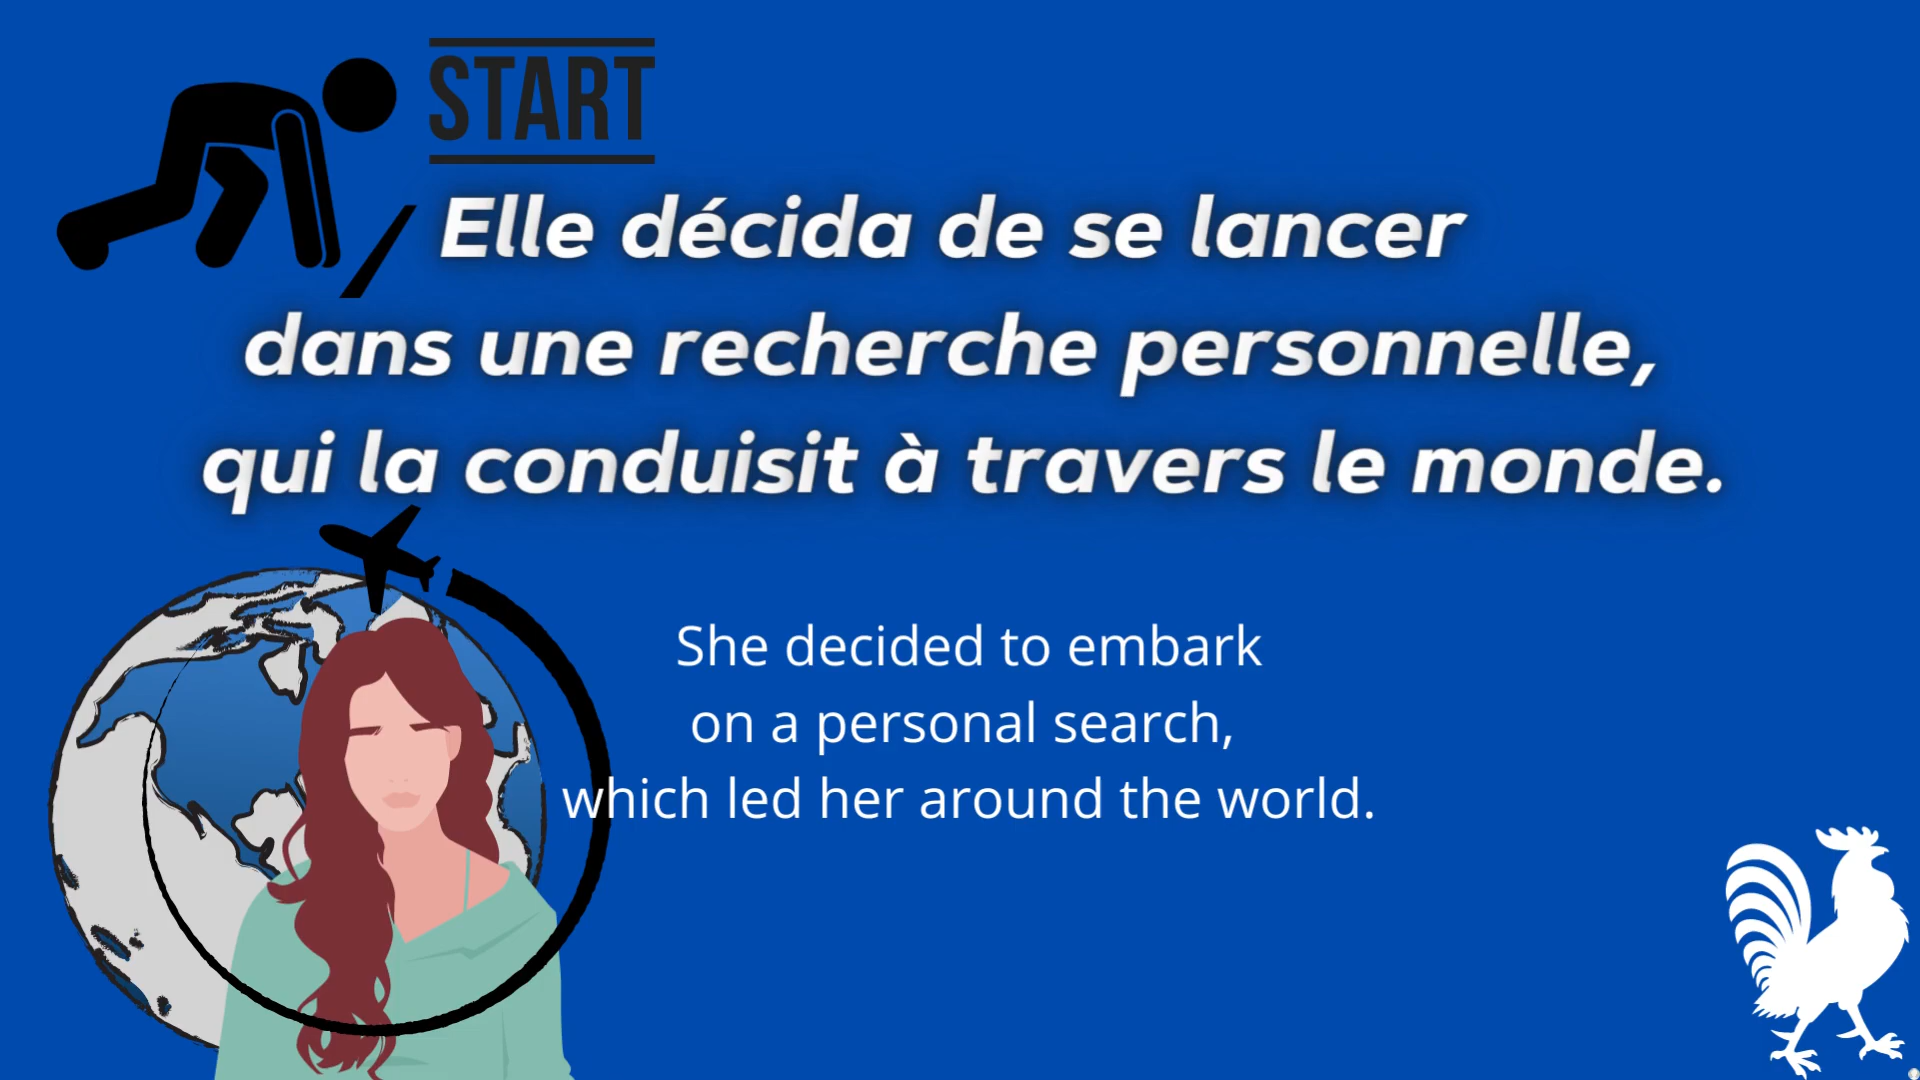 START
Elle décida de se lancer
dans une recherche personnelle,
qui la conduisit à travers le monde.
She decided to embark
on a personal search,
which led her around the world.